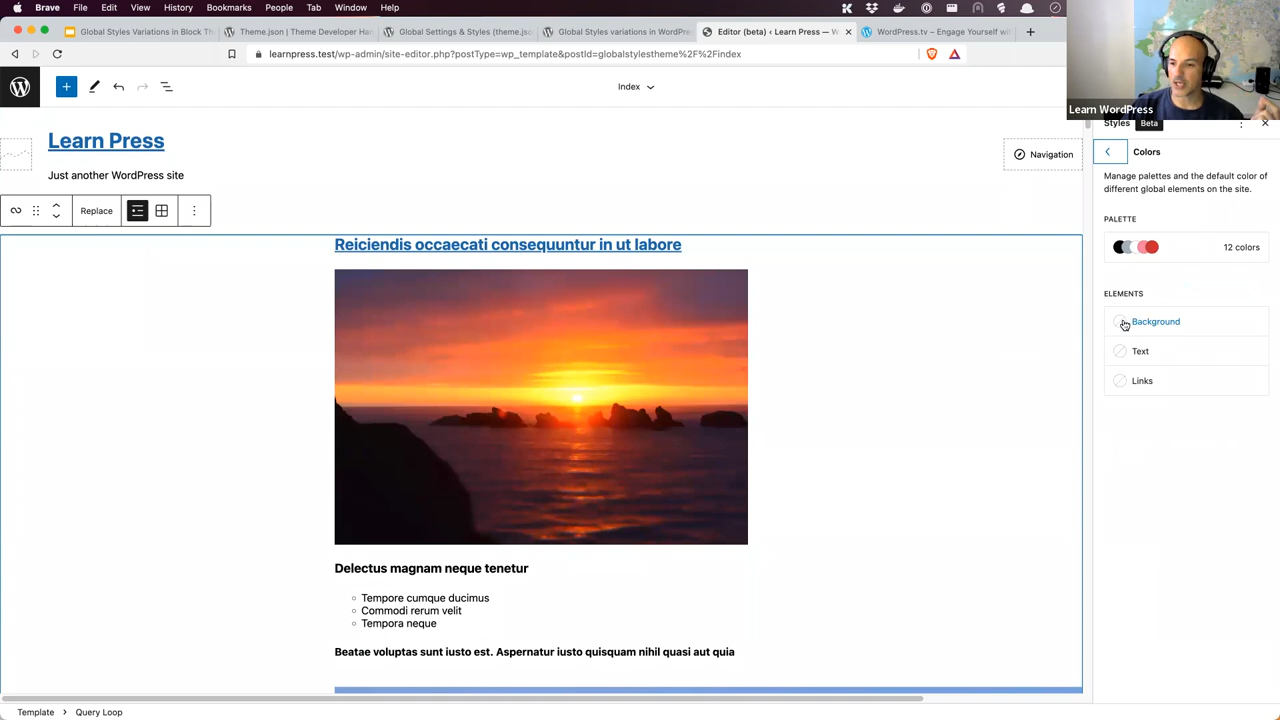 Brave File Edit View History Bookmarks People Tab Window Help
Global Styles Variations in Block Th
Theme.json | Theme Developer Han
Global Settings & Styles (theme.jso
Global Styles variations in WordPre
Editor (beta) ‹ Learn Press — W
WordPress.tv – Engage Yourself wi
learnpress.test/wp-admin/site-editor.php?postType=wp_template&postId=globalstylestheme%2F%2Findex
Index
Learn WordPress
Styles Beta
Learn Press
Navigation
Colors
Just another WordPress site
Manage palettes and the default color of
different global elements on the site.
Replace
PALETTE
12 colors
Reiciendis occaecati consequuntur in ut labore
ELEMENTS
Background
Text
Links
Delectus magnam neque tenetur
Tempore cumque ducimus
Commodi rerum velit
Tempora neque
Beatae voluptas sunt iusto est. Aspernatur iusto quisquam nihil quasi aut quia
Template > Query Loop